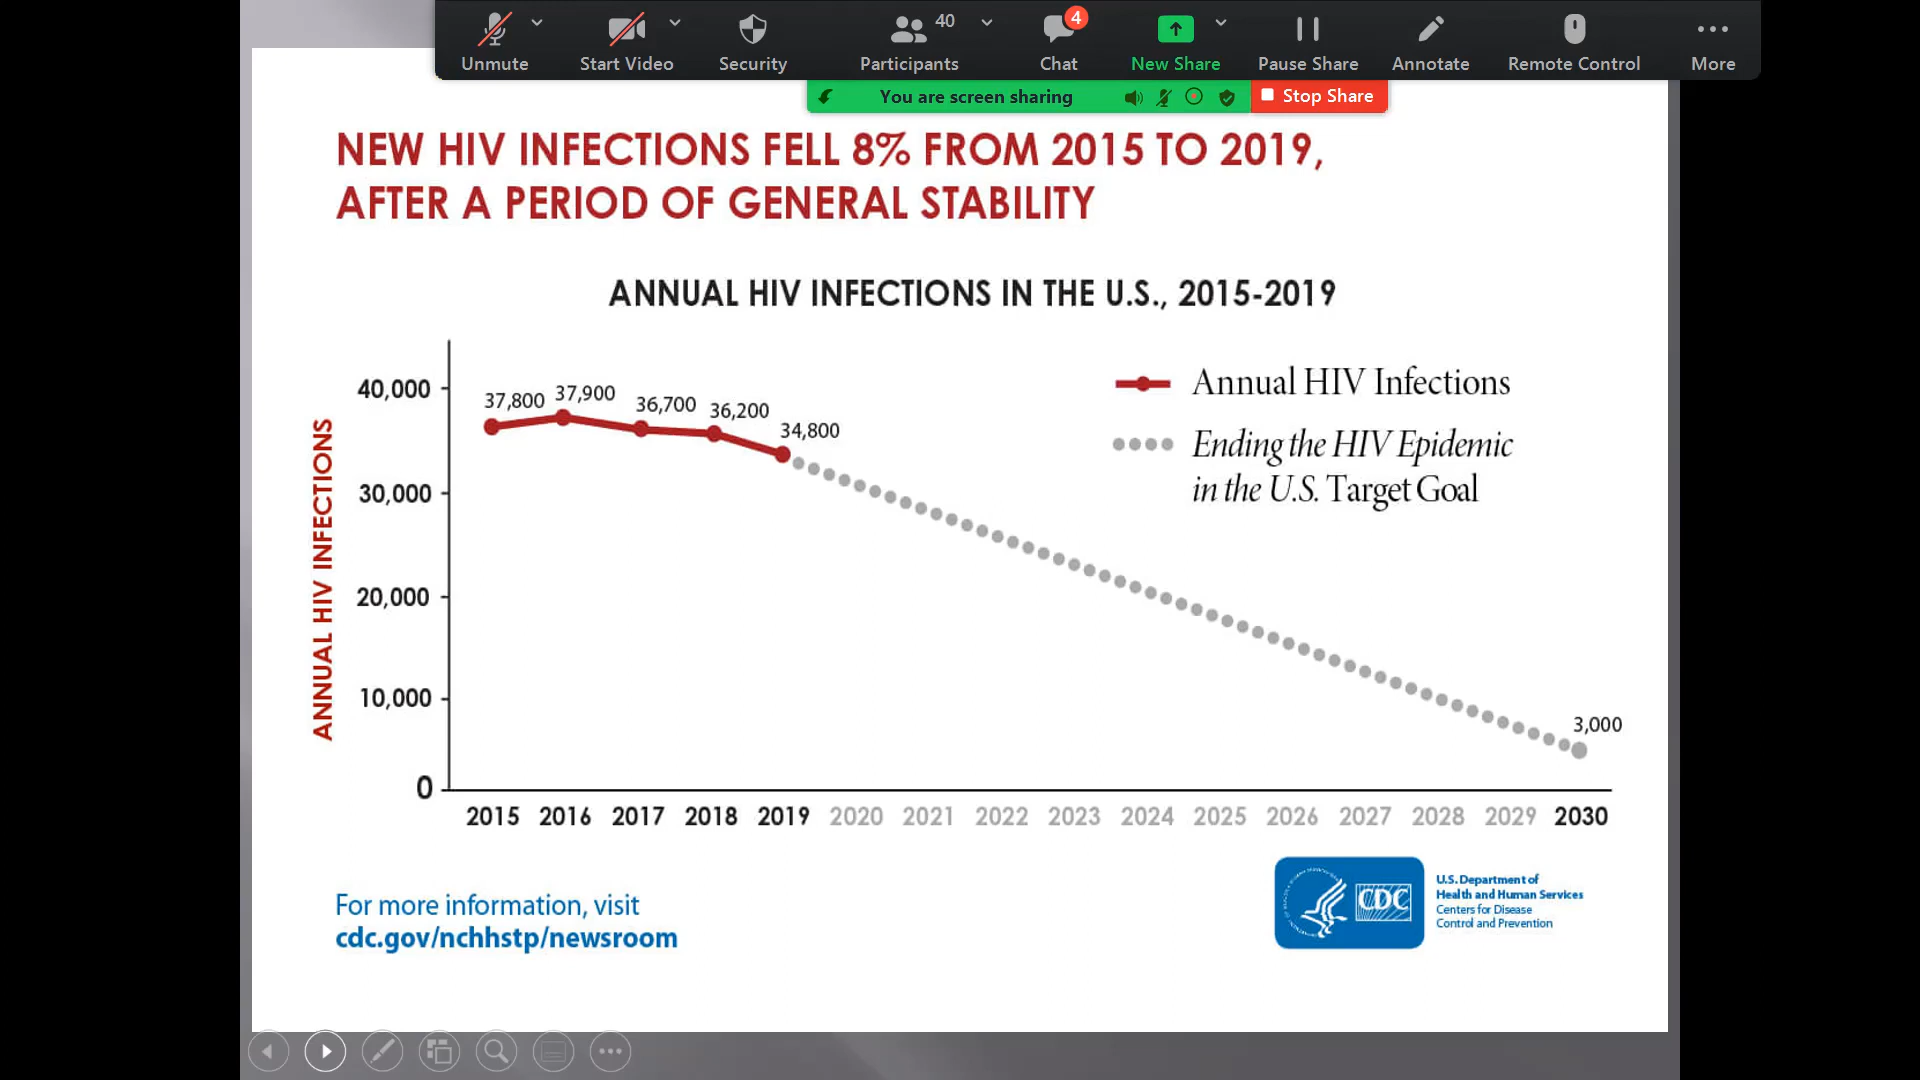 40
4
Unmute
Start Video
Security
Participants
Chat
New Share
Pause Share
Annotate
Remote Control
More
You are screen sharing
Stop Share
NEW HIV INFECTIONS FELL 8% FROM 2015 TO 2019,
AFTER A PERIOD OF GENERAL STABILITY
ANNUAL HIV INFECTIONS IN THE U.S., 2015-2019
ANNUAL HIV INFECTIONS
40,000
30,000
20,000
10,000
0
37,800
37,900
36,700
36,200
34,800
3,000
Annual HIV Infections
Ending the HIV Epidemic
in the U.S. Target Goal
2015 2016 2017 2018 2019 2020 2021 2022 2023 2024 2025 2026 2027 2028 2029 2030
For more information, visit
cdc.gov/nchhstp/newsroom
CDC
U.S. Department of
Health and Human Services
Centers for Disease
Control and Prevention